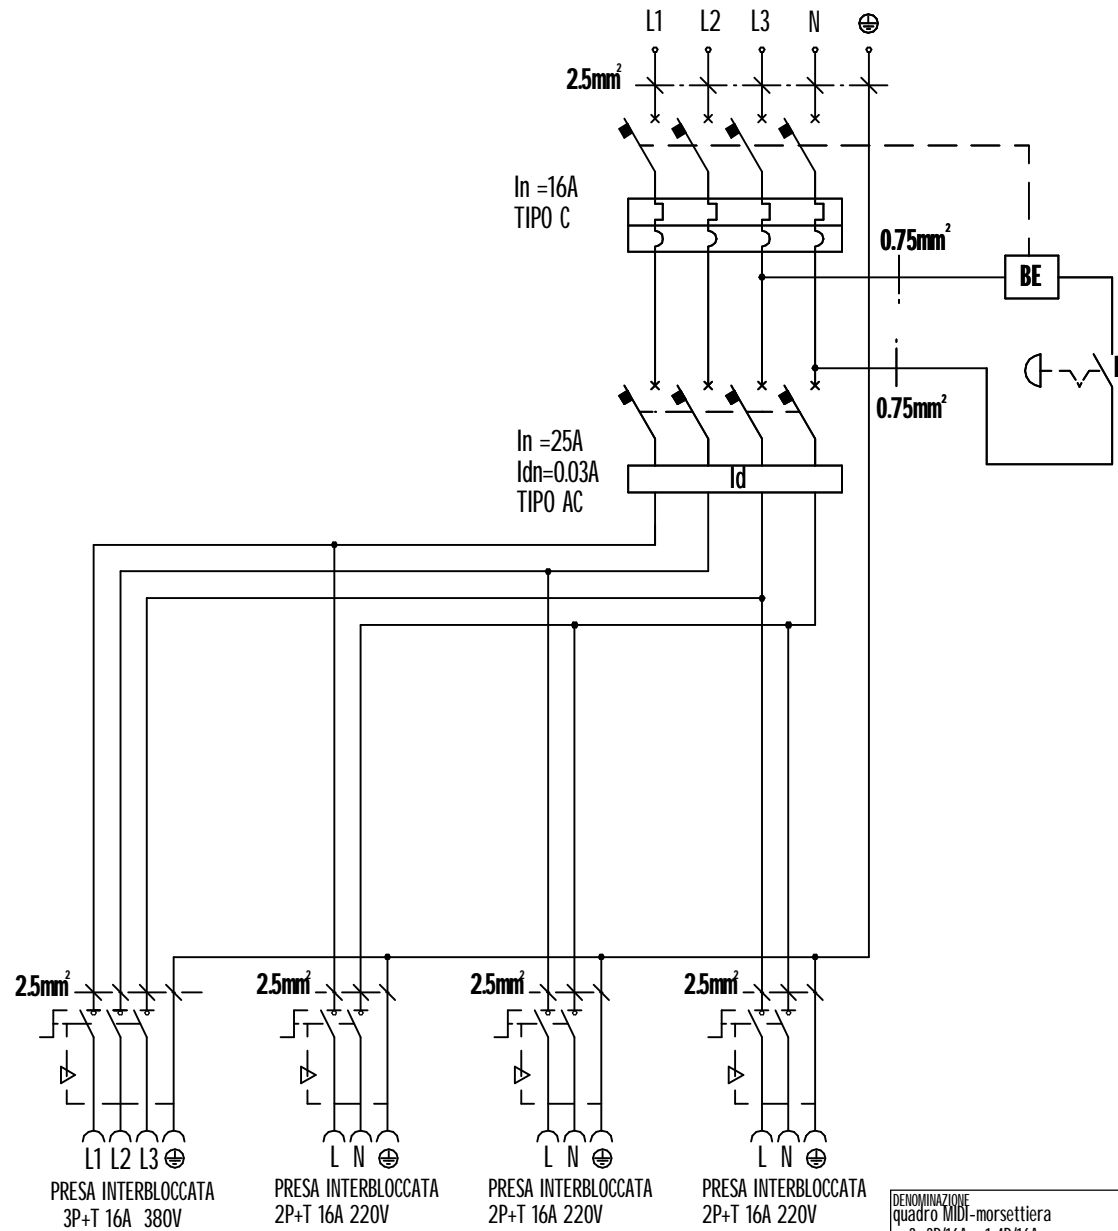 L1 L2 L3 N
2.5mm²
In =16A
TIPO C
0.75mm²
BE
0.75mm²
In =25A
Idn=0.03A
TIPO AC
Id
2.5mm² 2.5mm² 2.5mm² 2.5mm²
L1 L2 L3 L N L N L N
PRESA INTERBLOCCATA
3P+T 16A 380V
PRESA INTERBLOCCATA
2P+T 16A 220V
PRESA INTERBLOCCATA
2P+T 16A 220V
PRESA INTERBLOCCATA
2P+T 16A 220V
DENOMINAZIONE
quadro MIDI-morsettiera